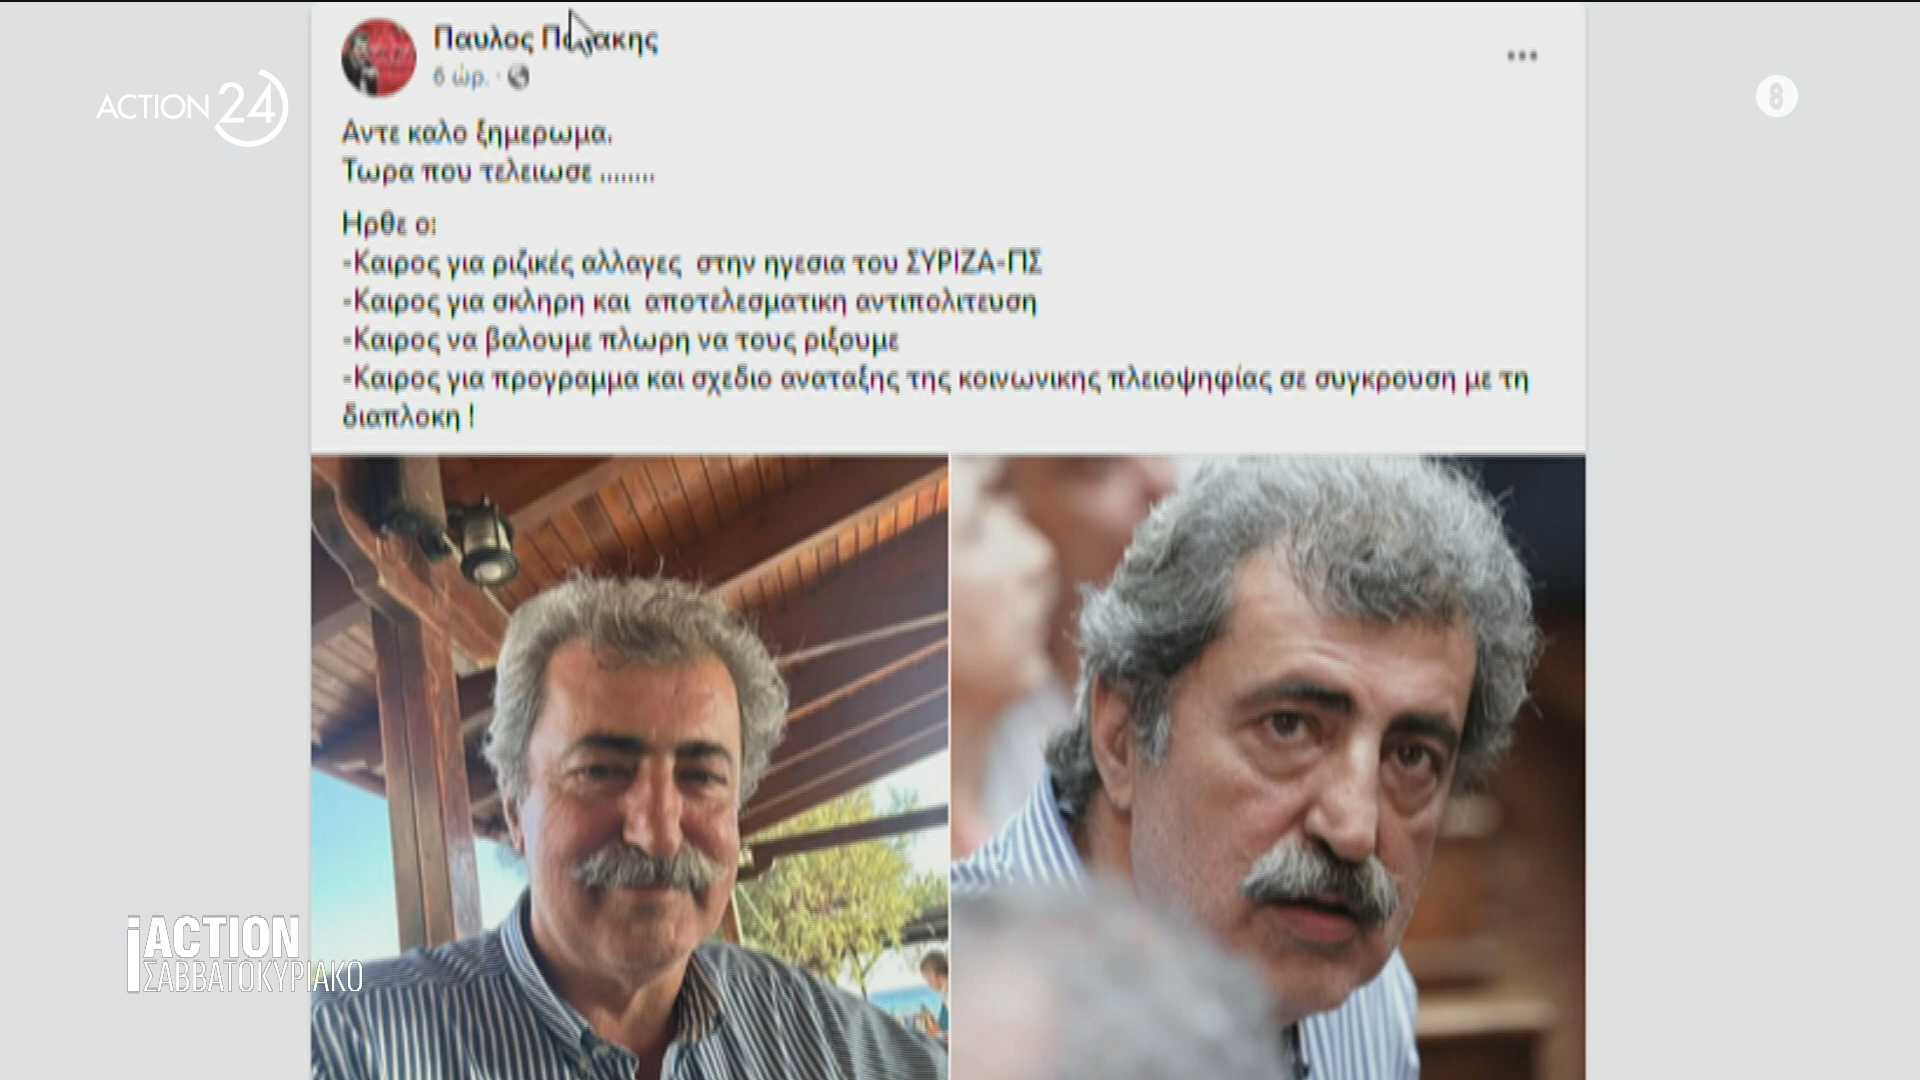 Παυλος
6 ώρ.
ACTION 24
8
Αντε καλο ξημερωμα.
Τωρα που τελειωσε ........
Ηρθε ο:
-Καιρος για ριζικές αλλαγες στην ηγεσια του ΣΥΡΙΖΑ-ΠΣ
-Καιρος για σκληρη και αποτελεσματικη αντιπολιτευση
-Καιρος να βαλουμε πλωρη να τους ριξουμε
-Καιρος για προγραμμα και σχεδιο αναταξης της κοινωνικης πλειοψηφίας σε συγκρουση με τη
διαπλοκη !
iACTION
ΣΑΒΒΑΤΟΚΥΡΙΑΚΟ